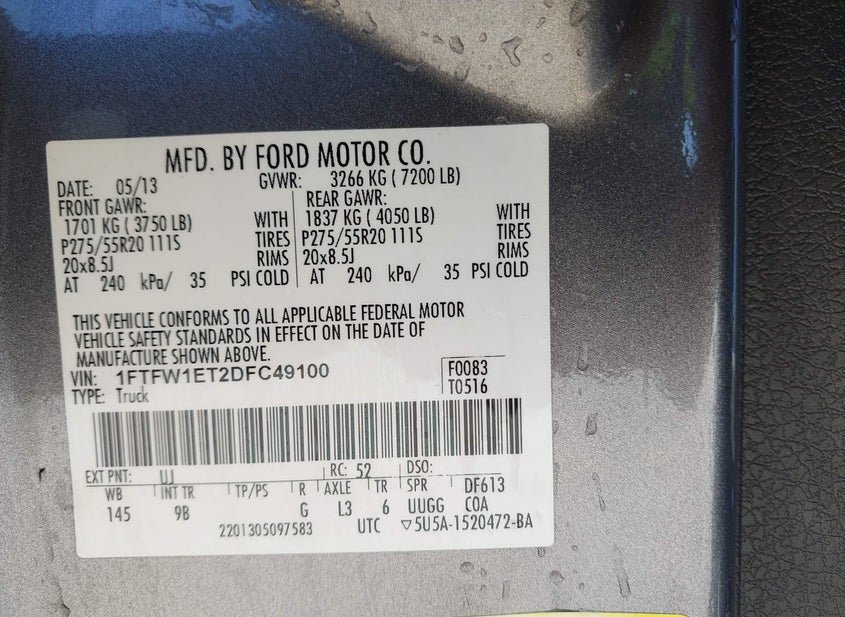 MFD. BY FORD MOTOR CO.
DATE: 05/13 GVWR: 3266 KG ( 7200 LB)
FRONT GAWR: REAR GAWR:
1701 KG ( 3750 LB) WITH 1837 KG ( 4050 LB) WITH
P275/55R20 111S TIRES P275/55R20 111S TIRES
20x8.5J RIMS 20x8.5J RIMS
AT 240 kPa/ 35 PSI COLD AT 240 kPa/ 35 PSI COLD
THIS VEHICLE CONFORMS TO ALL APPLICABLE FEDERAL MOTOR
VEHICLE SAFETY STANDARDS IN EFFECT ON THE DATE OF
MANUFACTURE SHOWN ABOVE.
VIN: 1FTFW1ET2DFC49100 F0083
TYPE: Truck T0516
EXT PNT: UJ RC: 52 DSO:
WB INT TR TP/PS R AXLE TR SPR DF613
145 9B G L3 6 UUGG COA
2201305097583 UTC ▽5U5A-1520472-BA